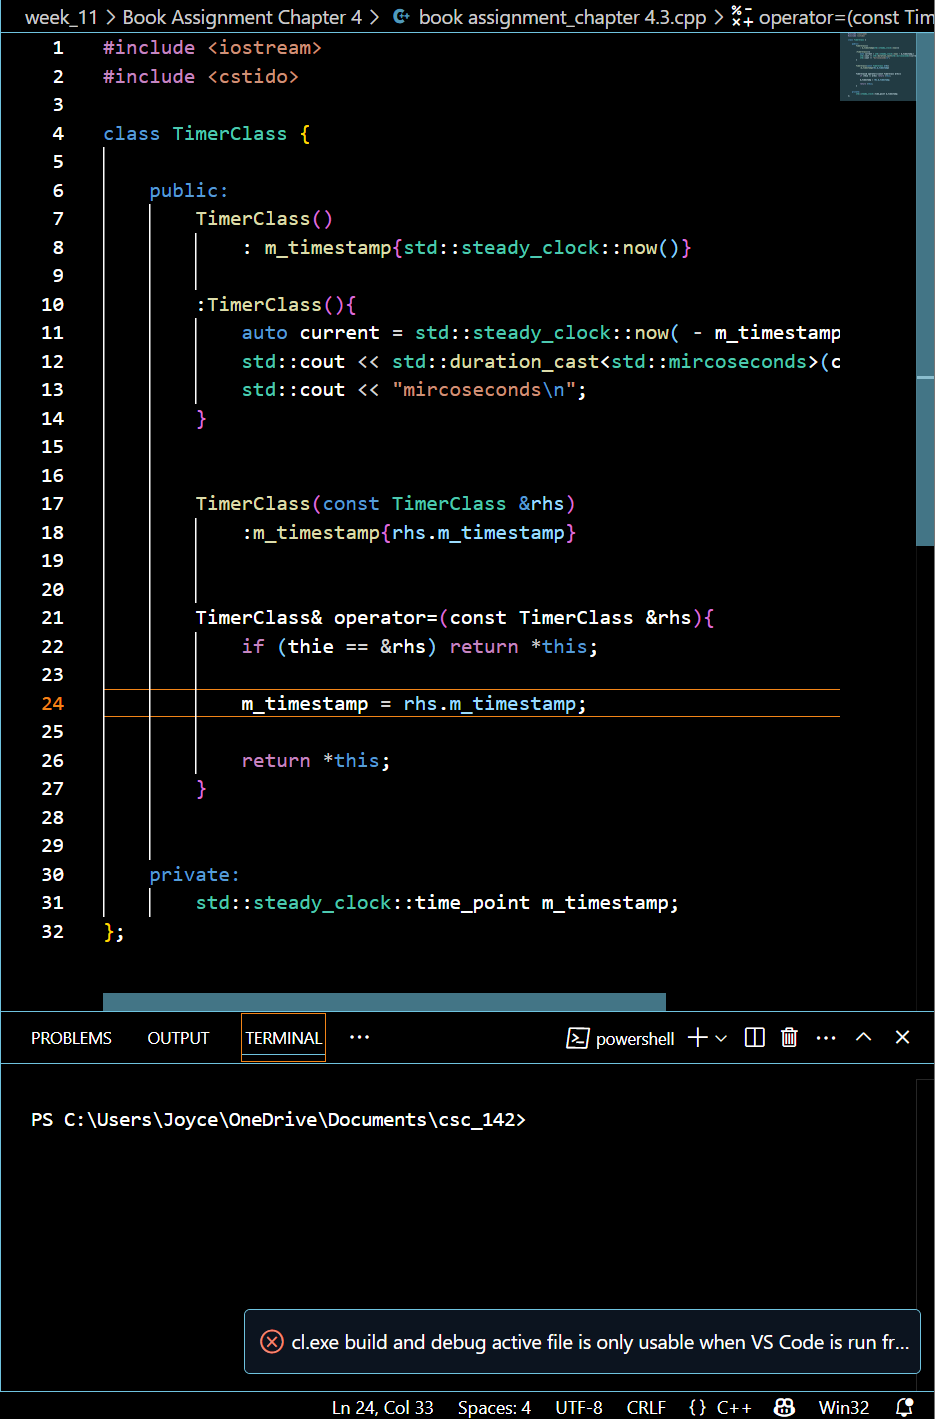 week_11 > Book Assignment Chapter 4 > book assignment_chapter 4.3.cpp > operator=(const Tim
1 #include <iostream>
2 #include <cstido>
3
4 class TimerClass {
5
6 public:
7 TimerClass()
8 : m_timestamp{std::steady_clock::now()}
9
10 :TimerClass(){
11 auto current = std::steady_clock::now( - m_timestamp
12 std::cout << std::duration_cast<std::mircoseconds>(c
13 std::cout << "mircoseconds\n";
14 }
15
16
17 TimerClass(const TimerClass &rhs)
18 :m_timestamp{rhs.m_timestamp}
19
20
21 TimerClass& operator=(const TimerClass &rhs){
22 if (thie == &rhs) return *this;
23
24 m_timestamp = rhs.m_timestamp;
25
26 return *this;
27 }
28
29
30 private:
31 std::steady_clock::time_point m_timestamp;
32 };
PROBLEMS OUTPUT TERMINAL ··· powershell
PS C:\Users\Joyce\OneDrive\Documents\csc_142>
cl.exe build and debug active file is only usable when VS Code is run fr...
Ln 24, Col 33 Spaces: 4 UTF-8 CRLF {} C++ Win32